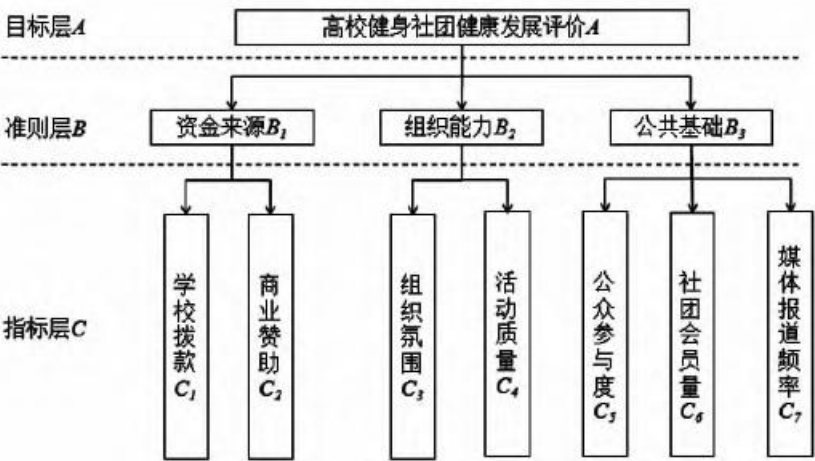 目标层A
高校健身社团健康发展评价A
准则层B
资金来源B1
组织能力B2
公共基础B3
指标层C
学校拨款C1
商业赞助C2
组织氛围C3
活动质量C4
公众参与度C5
社团会员量C6
媒体报道频率C7